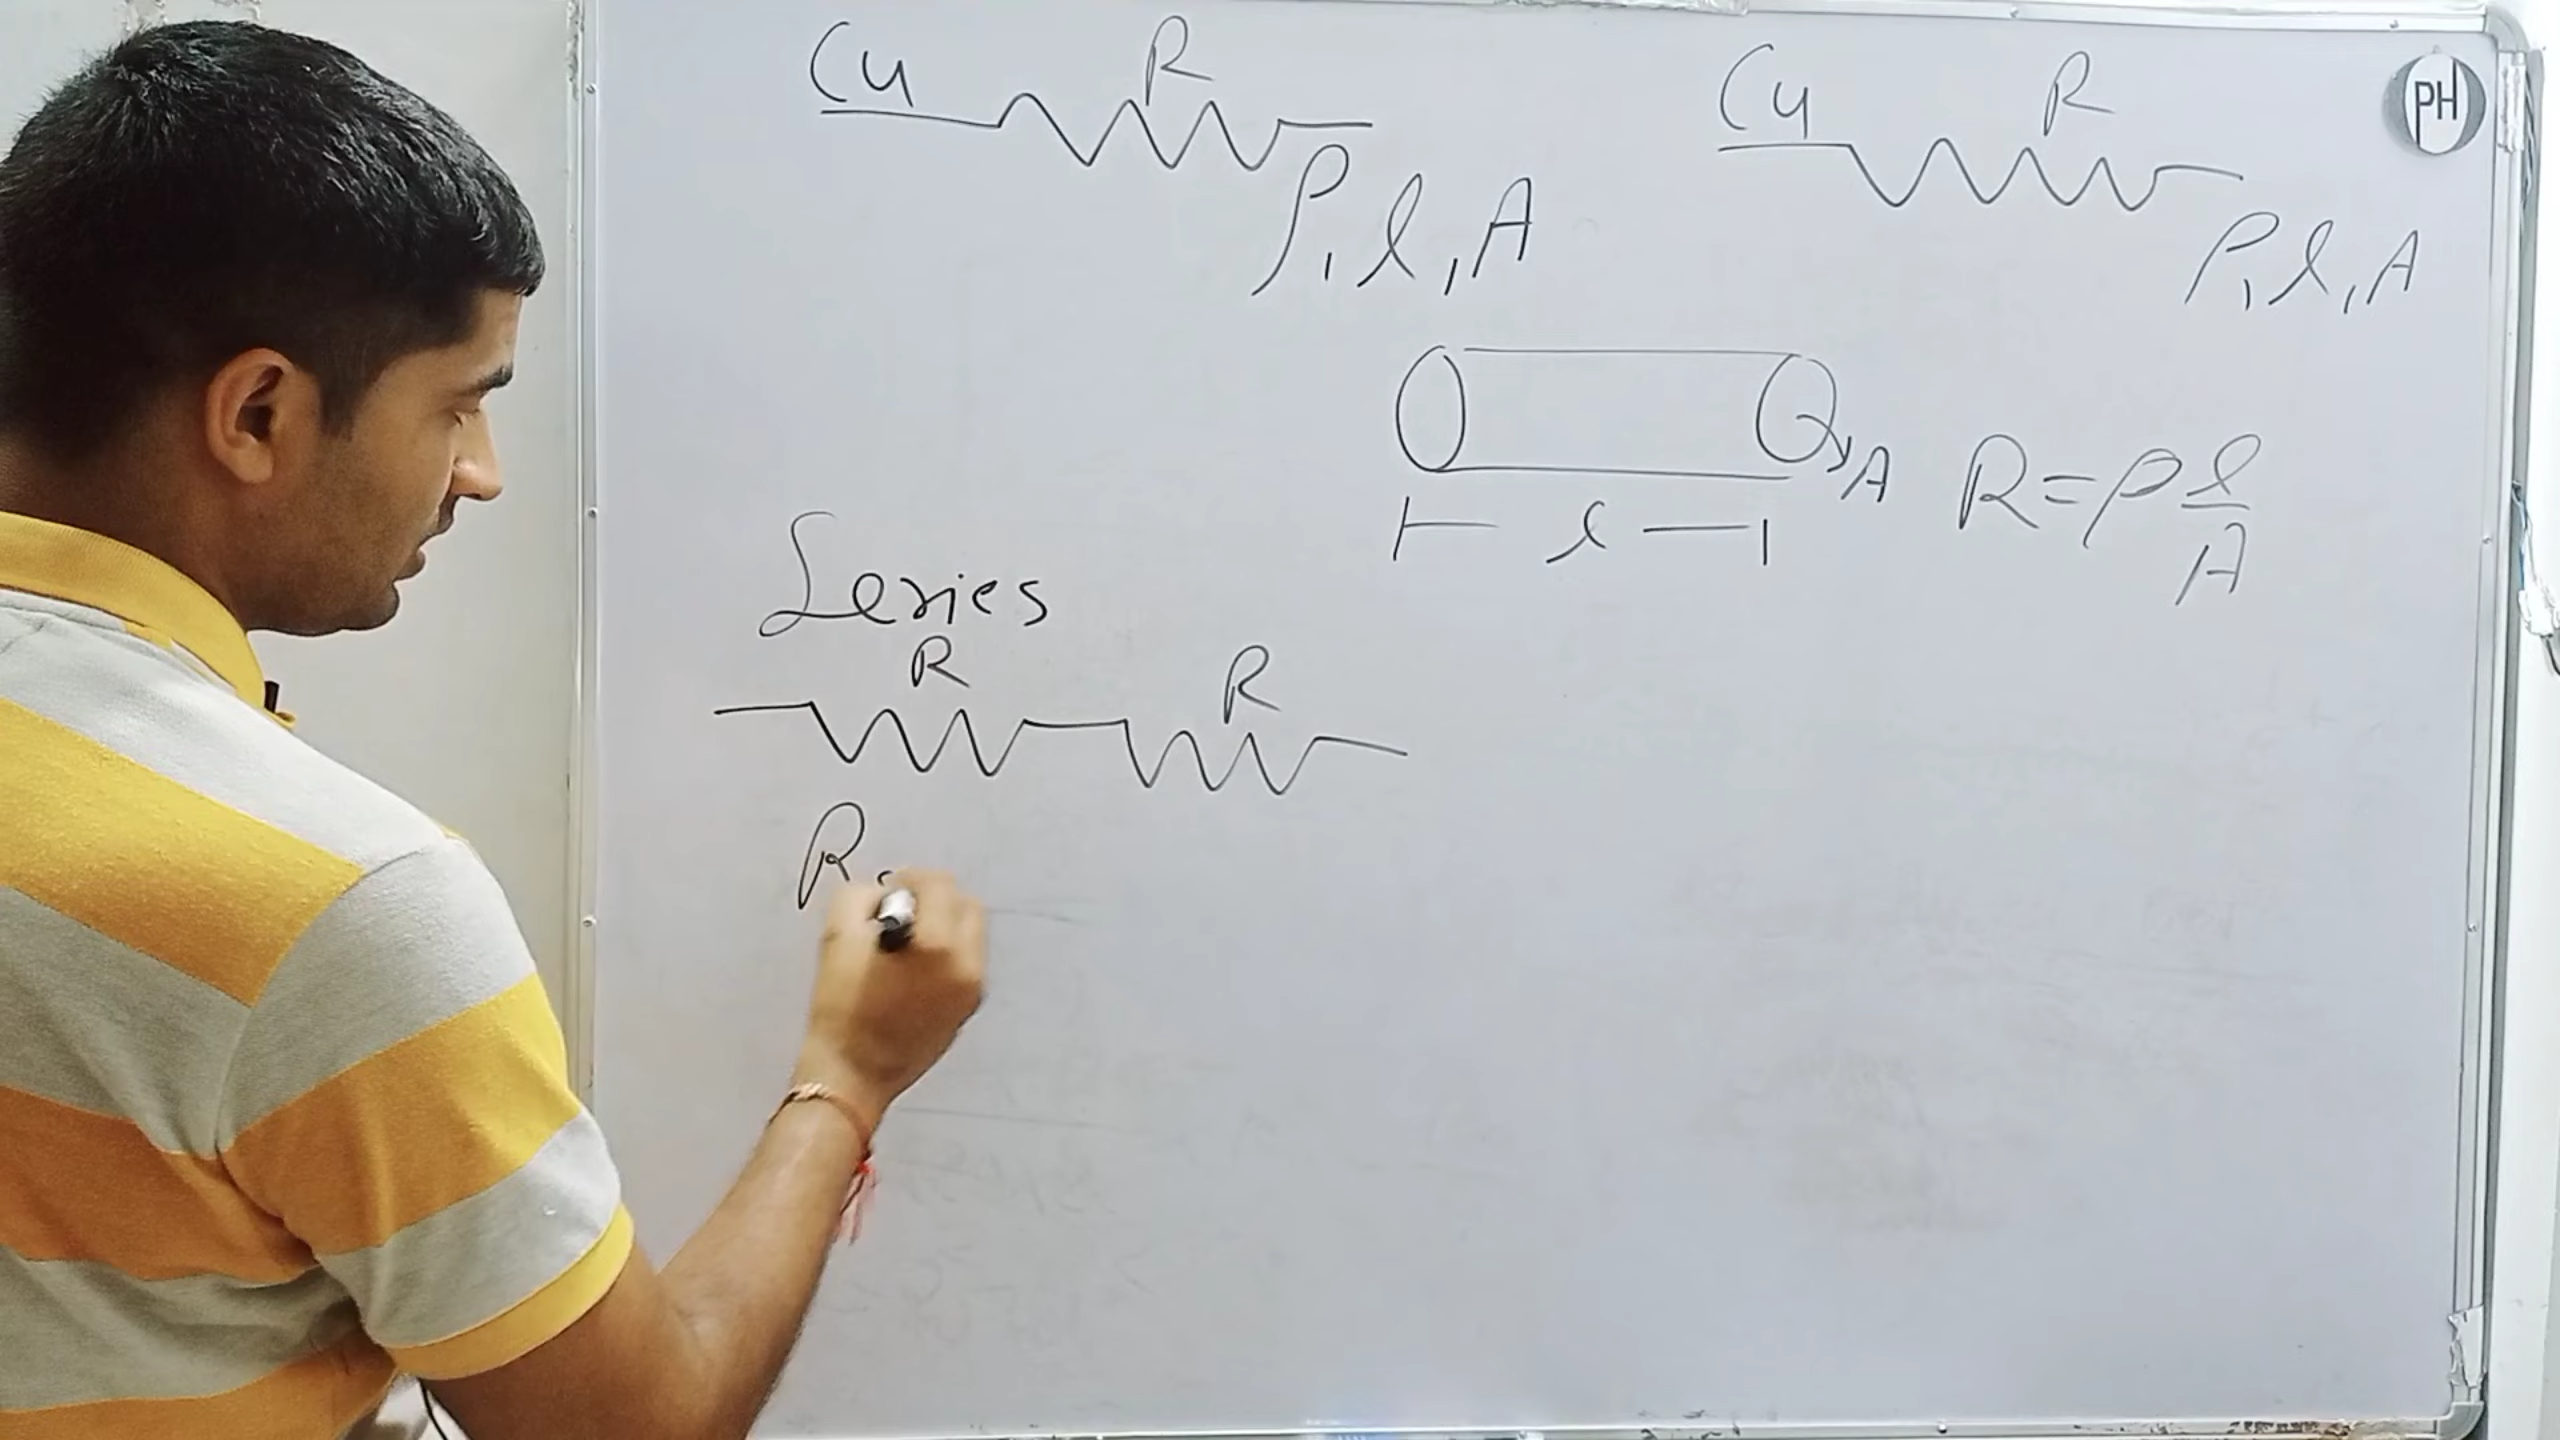 Cu R
ρ, l, A
Cu R
ρ, l, A
PH
A
l
R = ρ l/A
Series
R R
R